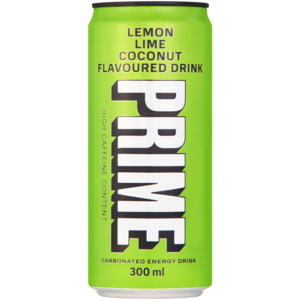 LEMON
LIME
COCONUT
FLAVOURED DRINK
PRIME
HIGH CAFFEINE CONTENT
CARBONATED ENERGY DRINK
300 ml